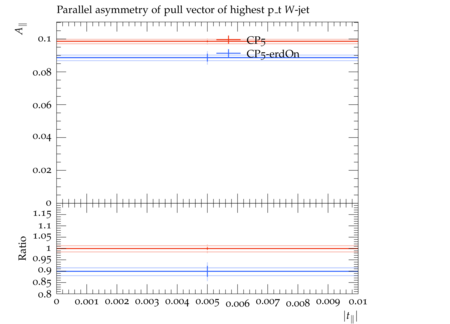 Parallel asymmetry of pull vector of highest p_t W-jet
A∥
0.1
0.08
0.06
0.04
0.02
0
CP5
CP5-erdOn
Ratio
1.15
1.1
1.05
1
0.95
0.9
0.85
0.8
0 0.001 0.002 0.003 0.004 0.005 0.006 0.007 0.008 0.009 0.01
|t∥|